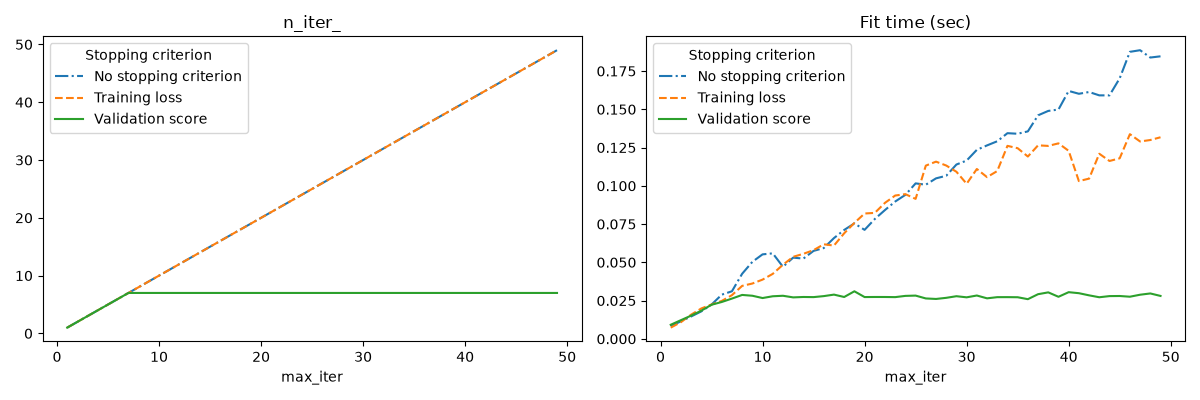 n_iter_
Stopping criterion
No stopping criterion
Training loss
Validation score
50
40
30
20
10
0
0 10 20 30 40 50
max_iter
Fit time (sec)
Stopping criterion
No stopping criterion
Training loss
Validation score
0.175
0.150
0.125
0.100
0.075
0.050
0.025
0.000
0 10 20 30 40 50
max_iter